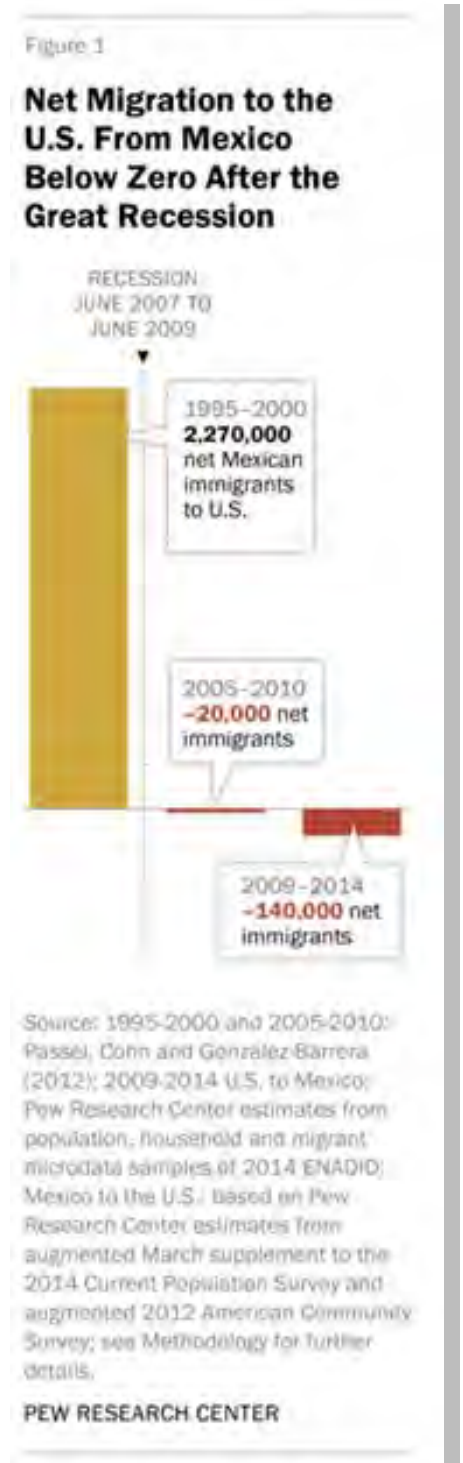 Figure 1
Net Migration to the
U.S. From Mexico
Below Zero After the
Great Recession
RECESSION
JUNE 2007 TO
JUNE 2009
1995–2000
2,270,000
net Mexican
immigrants
to U.S.
2005–2010
–20,000 net
immigrants
2009–2014
–140,000 net
immigrants
Source: 1995-2000 and 2005-2010:
Passel, Cohn and Gonzalez-Barrera
(2012); 2009-2014 U.S. to Mexico:
Pew Research Center estimates from
population, household and migrant
microdata samples of 2014 ENADID;
Mexico to the U.S.: based on Pew
Research Center estimates from
augmented March supplement to the
2014 Current Population Survey and
augmented 2012 American Community
Survey; see Methodology for further
details.
PEW RESEARCH CENTER